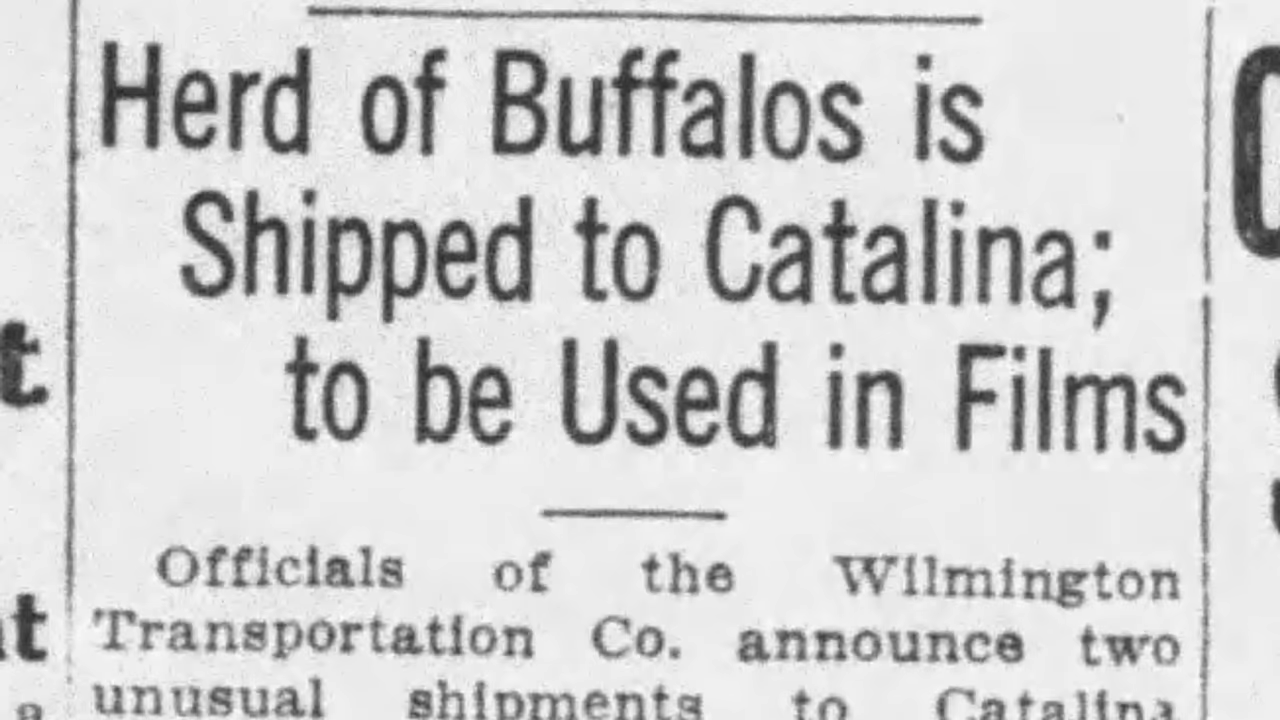 Herd of Buffalos is
Shipped to Catalina;
to be Used in Films
Officials of the Wilmington
Transportation Co. announce two
unusual shipments to Catalina